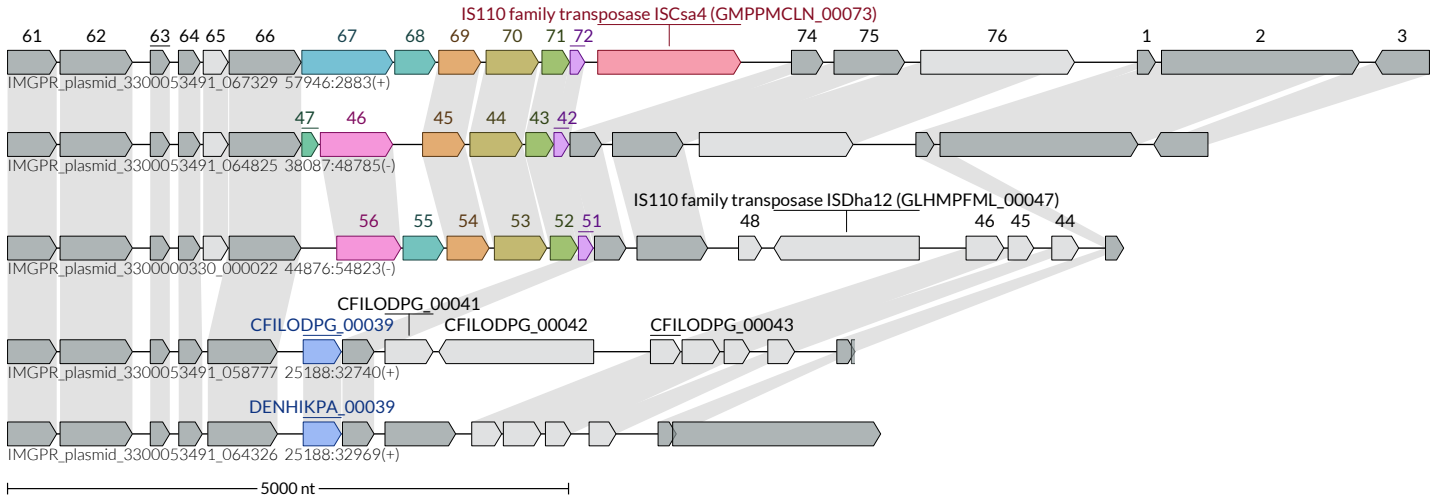 IS110 family transposase ISCsa4 (GMPPMCLN_00073)
61 62 63 64 65 66 67 68 69 70 71 72 74 75 76 1 2 3
IMGPR_plasmid_3300053491_067329 57946:2883(+)
47 46 45 44 43 42
IMGPR_plasmid_3300053491_064825 38087:48785(-)
IS110 family transposase ISDha12 (GLHMPFML_00047)
56 55 54 53 52 51 48 46 45 44
IMGPR_plasmid_3300000330_000022 44876:54823(-)
CFILODPG_00041
CFILODPG_00039 CFILODPG_00042 CFILODPG_00043
IMGPR_plasmid_3300053491_058777 25188:32740(+)
DENHIKPA_00039
IMGPR_plasmid_3300053491_064326 25188:32969(+)
5000 nt